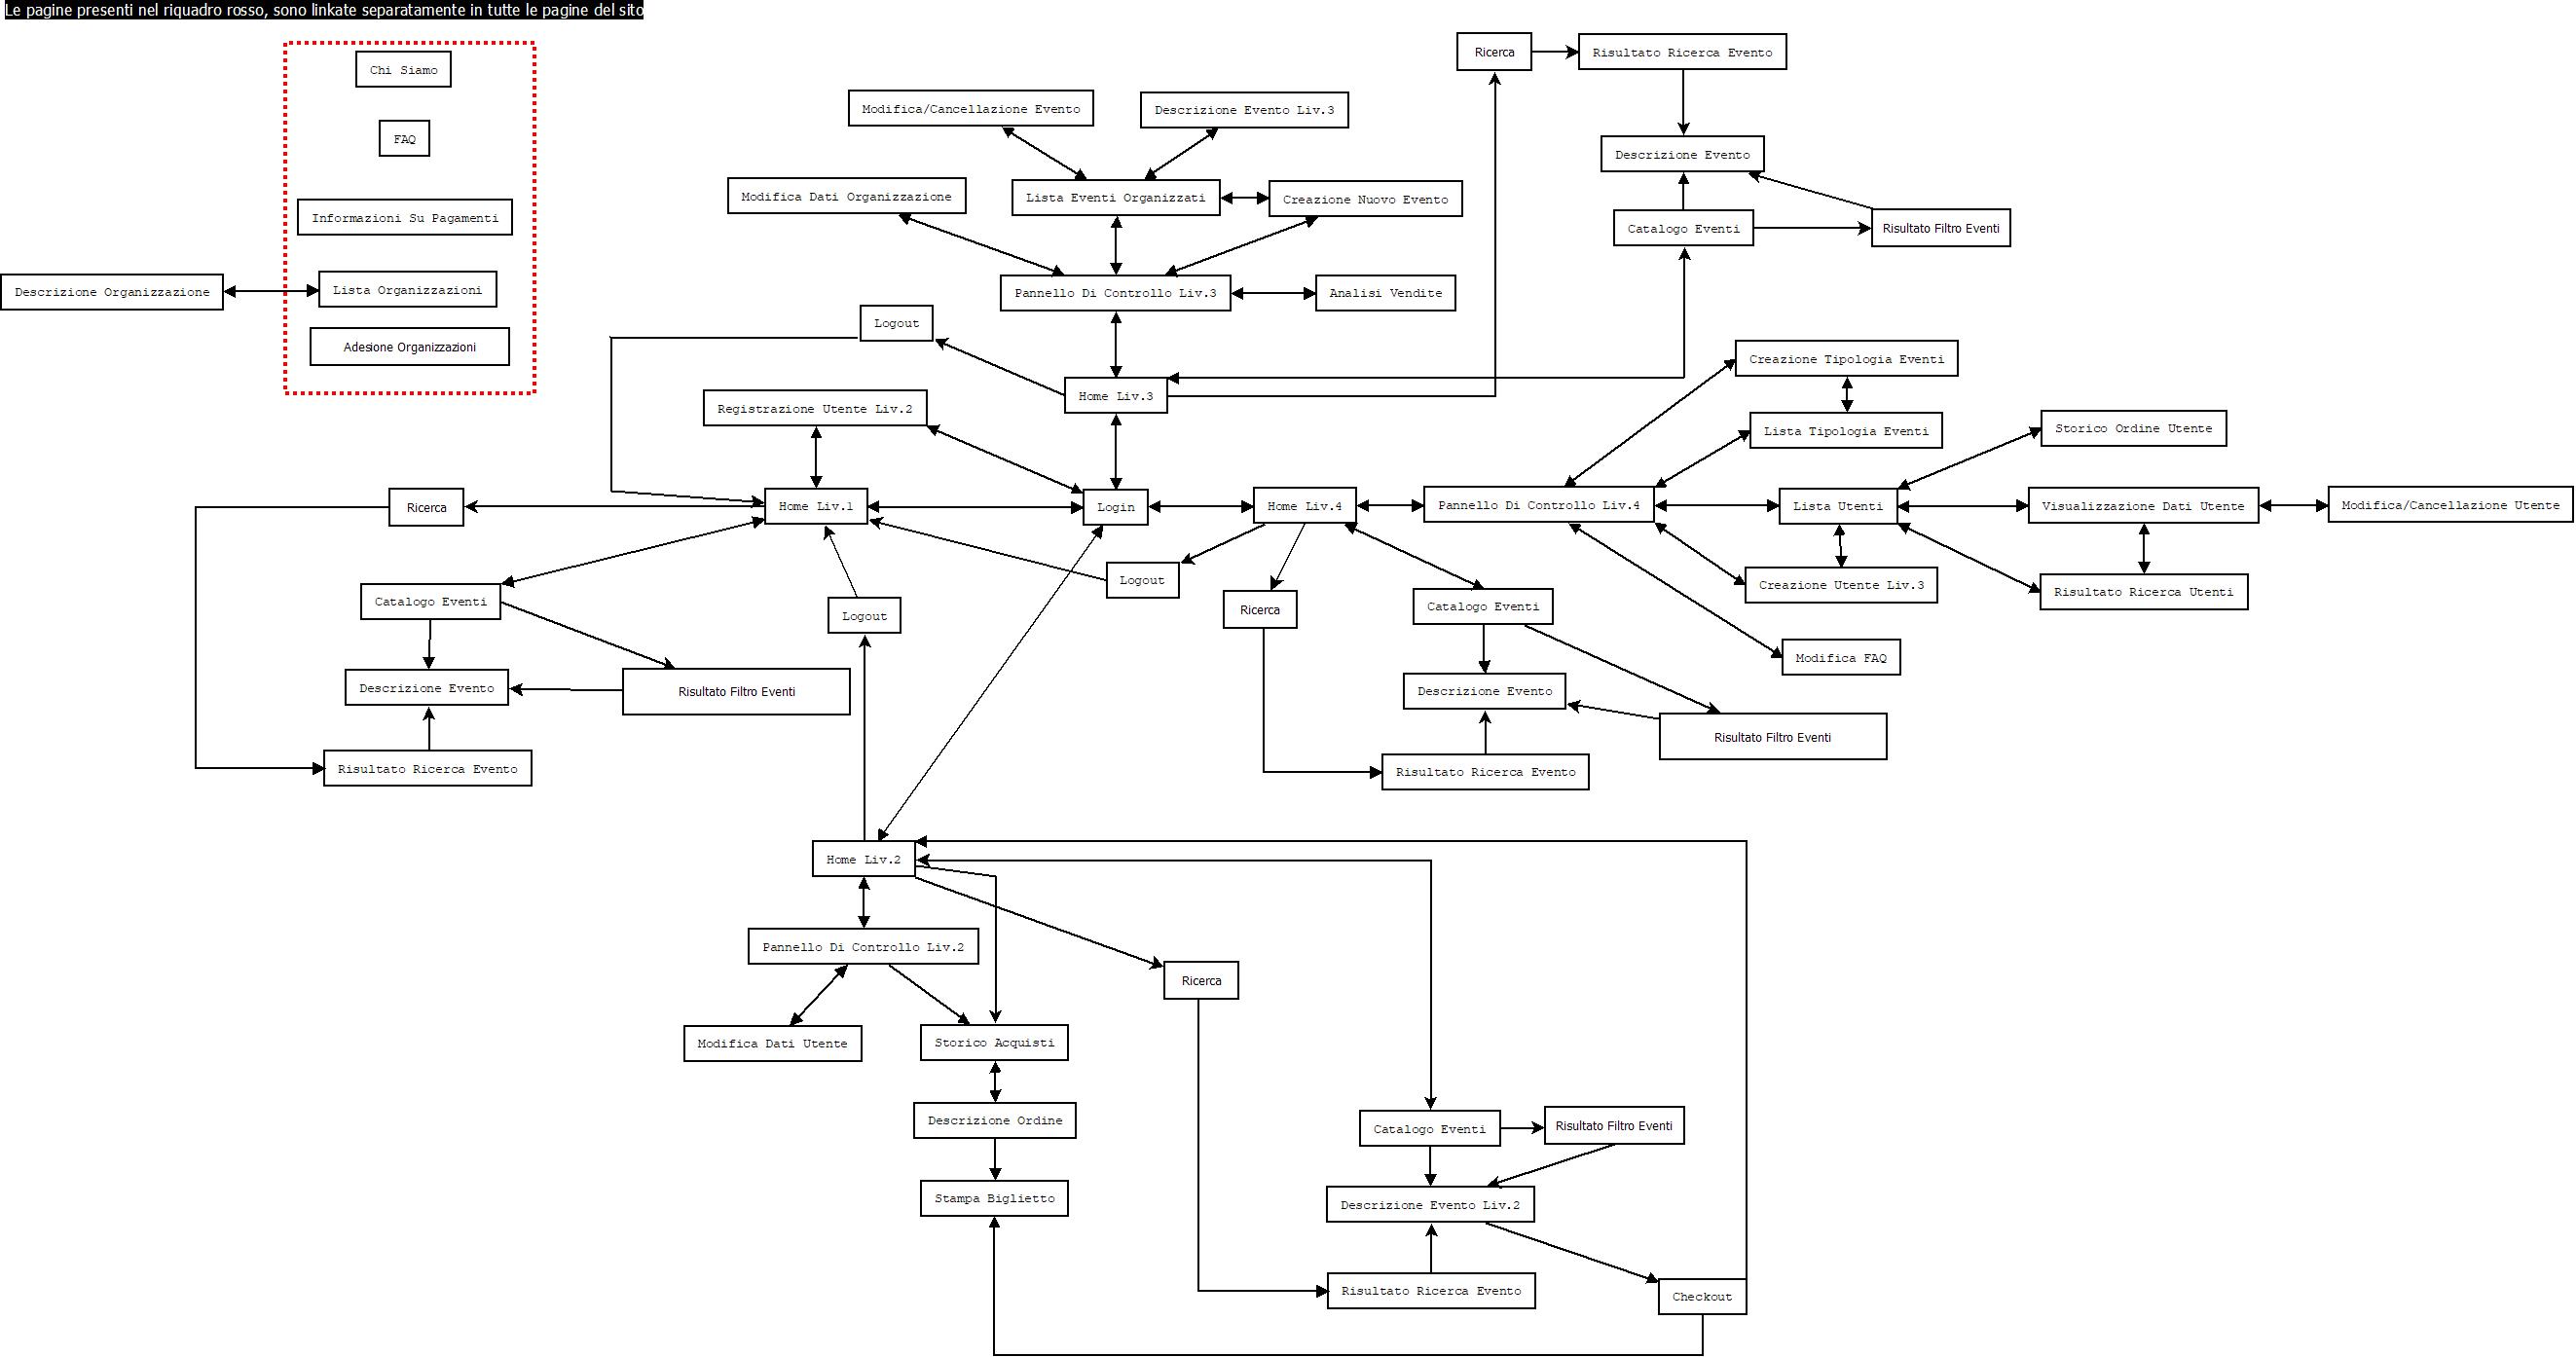 Le pagine presenti nel riquadro rosso, sono linkate separatamente in tutte le pagine del sito
Chi Siamo
FAQ
Informazioni Su Pagamenti
Descrizione Organizzazione
Lista Organizzazioni
Adesione Organizzazioni
Ricerca
Risultato Ricerca Evento
Modifica/Cancellazione Evento
Descrizione Evento Liv.3
Descrizione Evento
Modifica Dati Organizzazione
Lista Eventi Organizzati
Creazione Nuovo Evento
Catalogo Eventi
Risultato Filtro Eventi
Pannello Di Controllo Liv.3
Analisi Vendite
Logout
Home Liv.3
Creazione Tipologia Eventi
Registrazione Utente Liv.2
Lista Tipologia Eventi
Storico Ordine Utente
Ricerca
Home Liv.1
Login
Home Liv.4
Pannello Di Controllo Liv.4
Lista Utenti
Visualizzazione Dati Utente
Modifica/Cancellazione Utente
Logout
Creazione Utente Liv.3
Risultato Ricerca Utenti
Catalogo Eventi
Logout
Ricerca
Catalogo Eventi
Modifica FAQ
Descrizione Evento
Risultato Filtro Eventi
Descrizione Evento
Risultato Filtro Eventi
Risultato Ricerca Evento
Risultato Ricerca Evento
Home Liv.2
Pannello Di Controllo Liv.2
Ricerca
Modifica Dati Utente
Storico Acquisti
Descrizione Ordine
Catalogo Eventi
Risultato Filtro Eventi
Stampa Biglietto
Descrizione Evento Liv.2
Risultato Ricerca Evento
Checkout